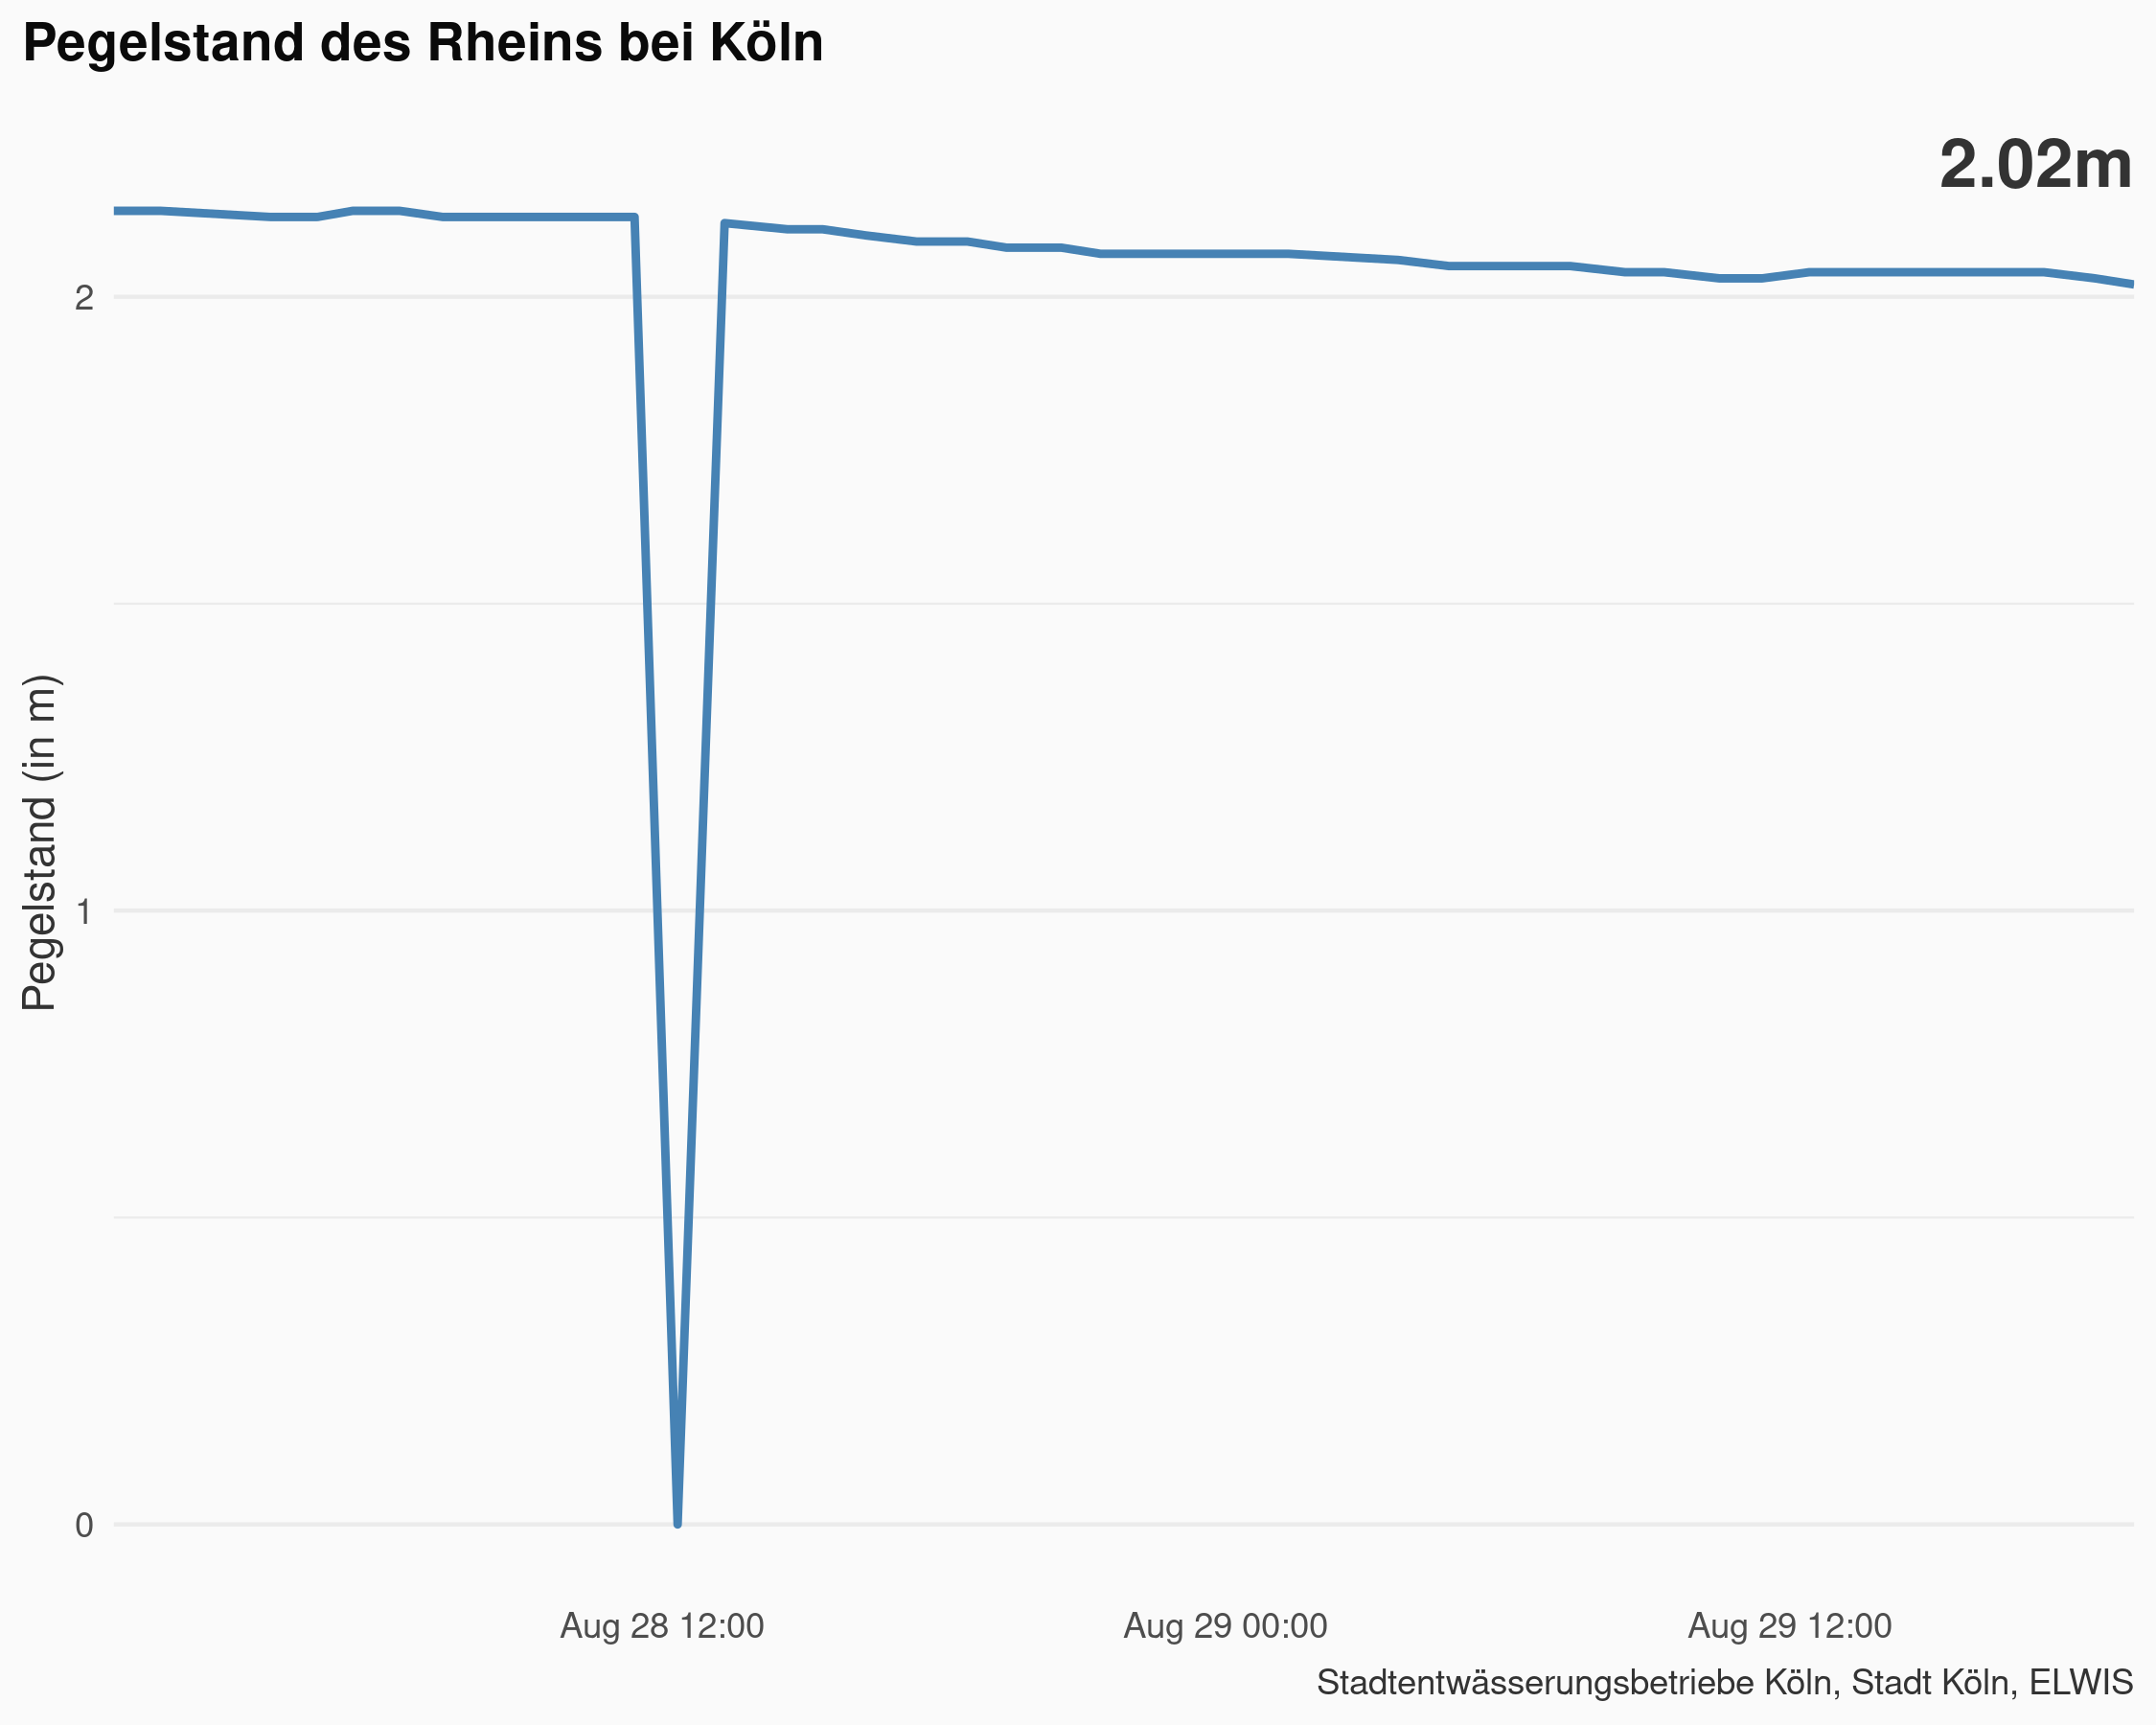 Pegelstand des Rheins bei Köln
2.02m
Pegelstand (in m)
2
1
0
Aug 28 12:00
Aug 29 00:00
Aug 29 12:00
Stadtentwässerungsbetriebe Köln, Stadt Köln, ELWIS